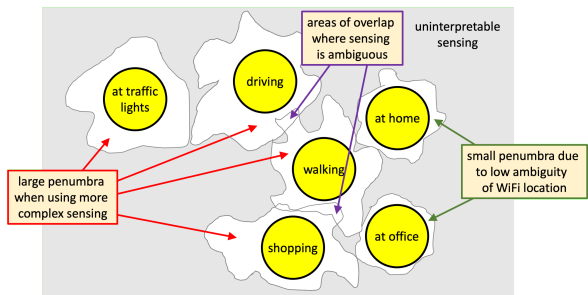 areas of overlap
where sensing
is ambiguous
uninterpretable
sensing
at traffic
lights
driving
at home
walking
large penumbra
when using more
complex sensing
small penumbra due
to low ambiguity
of WiFi location
shopping
at office